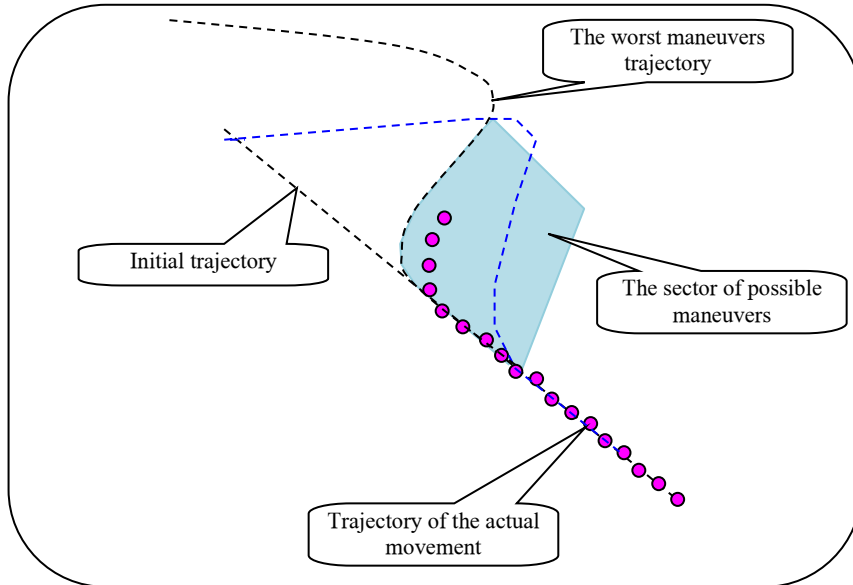 The worst maneuvers
trajectory
Initial trajectory
The sector of possible
maneuvers
Trajectory of the actual
movement